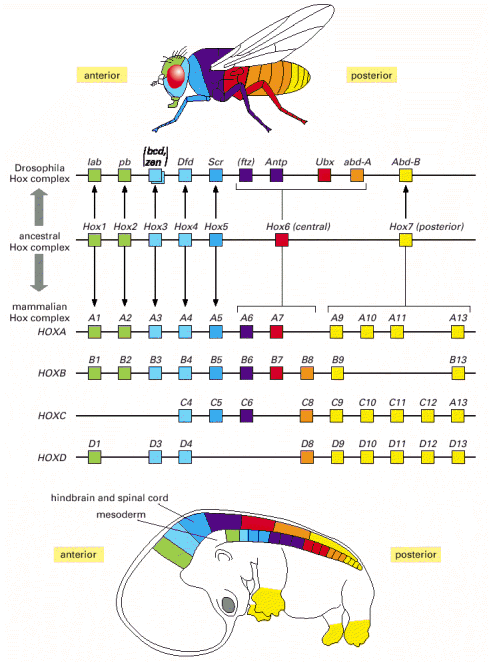 anterior
posterior
lab pb bcd, zen Dfd Scr (ftz) Antp Ubx abd-A Abd-B
Drosophila
Hox complex
ancestral
Hox complex
Hox1 Hox2 Hox3 Hox4 Hox5 Hox6 (central) Hox7 (posterior)
mammalian
Hox complex
HOXA A1 A2 A3 A4 A5 A6 A7 A9 A10 A11 A13
HOXB B1 B2 B3 B4 B5 B6 B7 B8 B9 B13
HOXC C4 C5 C6 C8 C9 C10 C11 C12 A13
HOXD D1 D3 D4 D8 D9 D10 D11 D12 D13
hindbrain and spinal cord
mesoderm
anterior
posterior